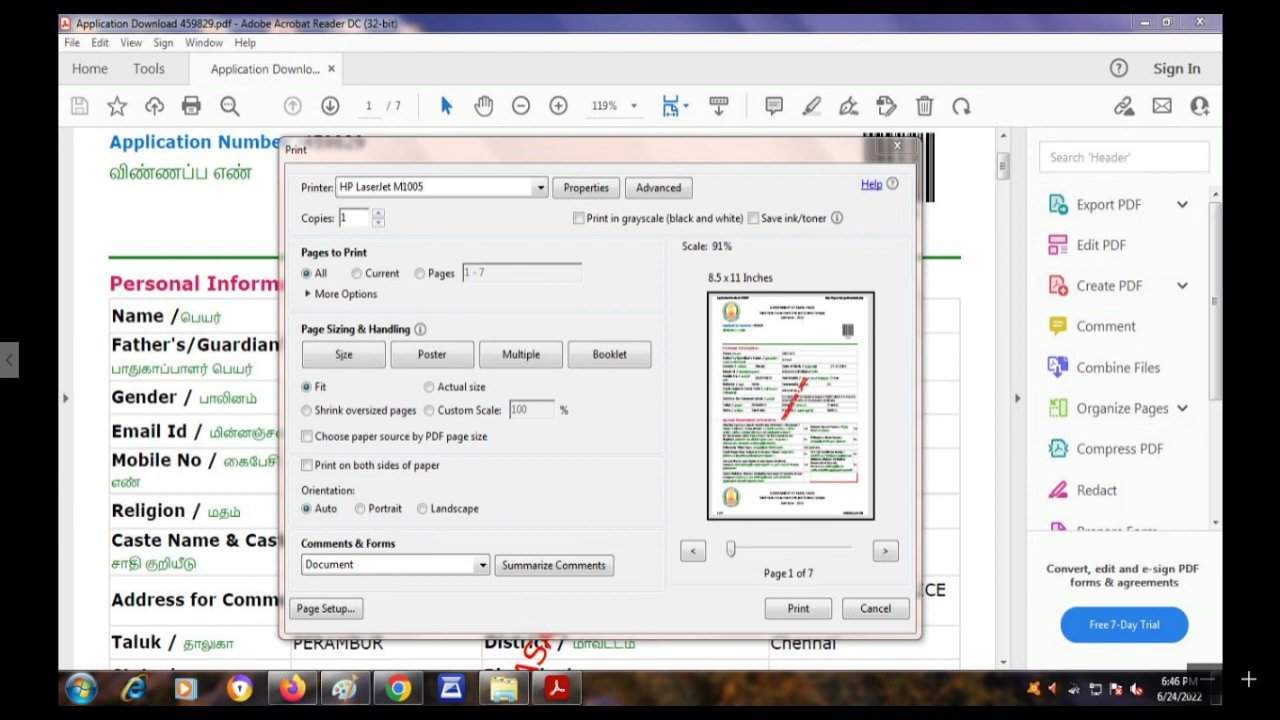 Application Download 459829.pdf - Adobe Acrobat Reader DC (32-bit)
File Edit View Sign Window Help
Home Tools Application Downlo... × ? Sign In
1 / 7 119%
Application Numbe 459829
விண்ணப்ப எண்
Print
Printer: HP LaserJet M1005 Properties Advanced Help
Copies: 1 Print in grayscale (black and white) Save ink/toner
Pages to Print
All Current Pages 1 - 7
More Options
Page Sizing & Handling
Size Poster Multiple Booklet
Fit Actual size
Shrink oversized pages Custom Scale: 100 %
Choose paper source by PDF page size
Print on both sides of paper
Orientation:
Auto Portrait Landscape
Comments & Forms
Document Summarize Comments
Page Setup...
Scale: 91%
8.5 x 11 Inches
< >
Page 1 of 7
Print Cancel
Personal Inform
Name / பெயர்
Father's/Guardian
பாதுகாப்பாளர் பெயர்
Gender / பாலினம்
Email Id / மின்னஞ்ச
Mobile No / கைபேசி
எண்
Religion / மதம்
Caste Name & Cas
சாதி குறியீடு
Address for Comm CE
Taluk / தாலுகா PERAMBUR District / மாவட்டம் Chennai
Search 'Header'
Export PDF
Edit PDF
Create PDF
Comment
Combine Files
Organize Pages
Compress PDF
Redact
Convert, edit and e-sign PDF
forms & agreements
Free 7-Day Trial
6:46 PM
6/24/2022